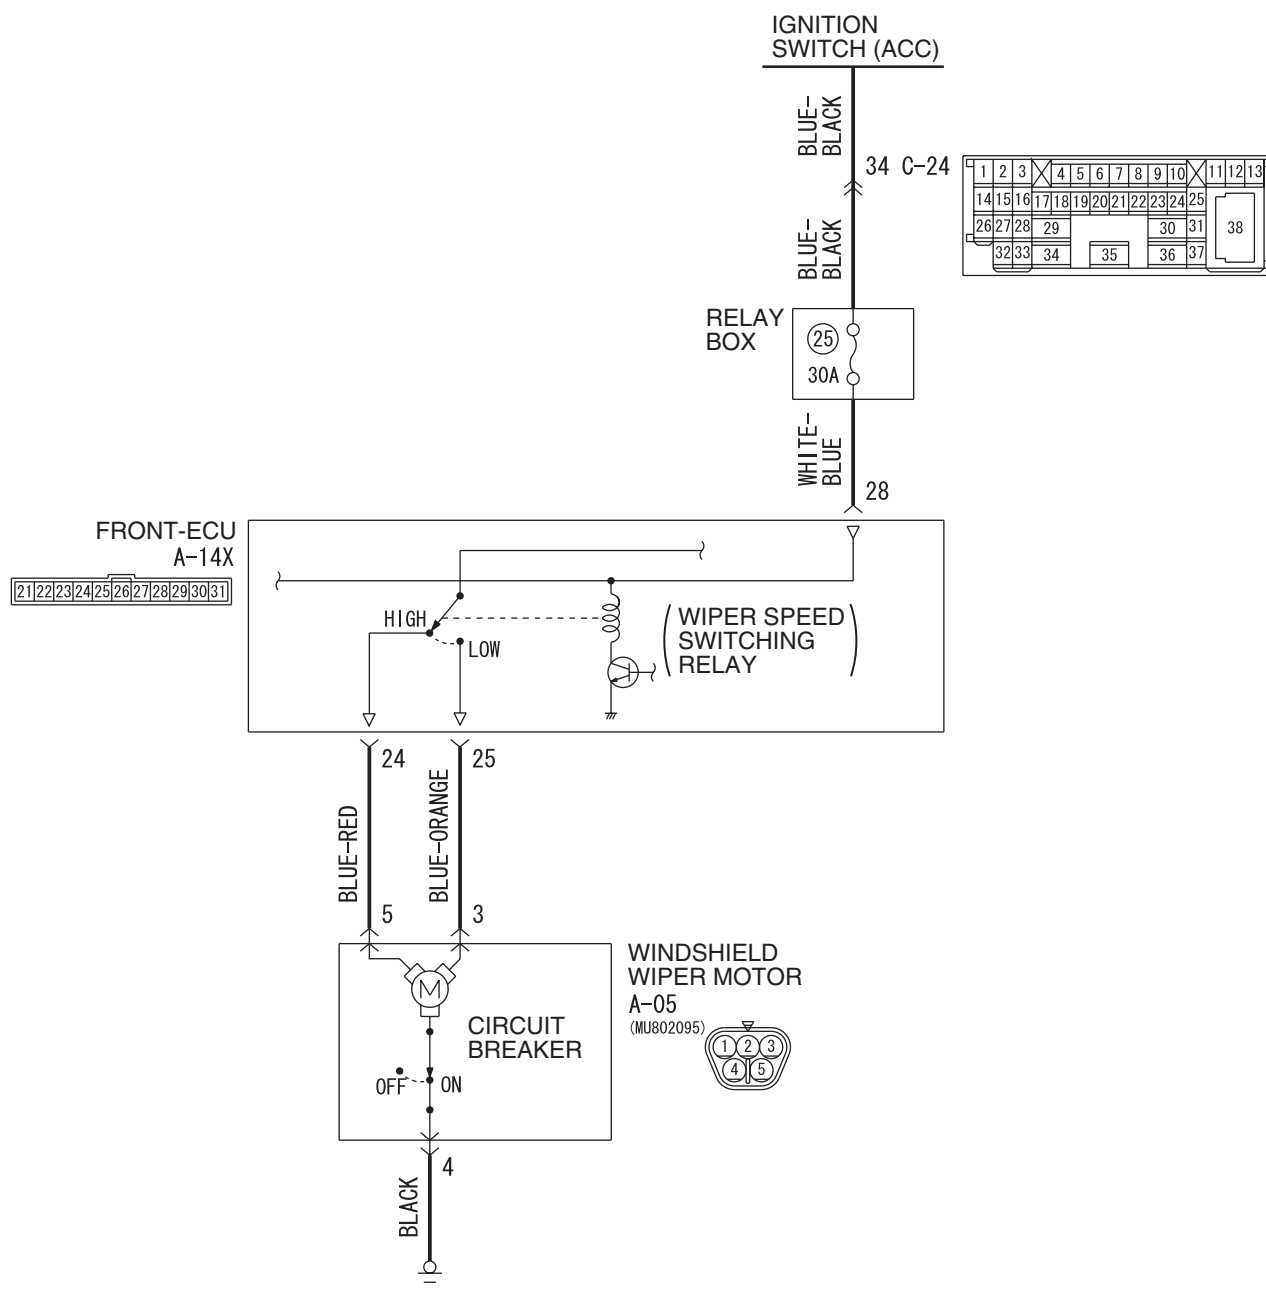 IGNITION
SWITCH (ACC)
BLUE-
BLACK
34 C-24
1 2 3 4 5 6 7 8 9 10 11 12 13
14 15 16 17 18 19 20 21 22 23 24 25
26 27 28 29 30 31 38
32 33 34 35 36 37
BLUE-
BLACK
RELAY
BOX
25
30A
WHITE-
BLUE
28
FRONT-ECU
A-14X
21 22 23 24 25 26 27 28 29 30 31
HIGH
LOW
(WIPER SPEED
SWITCHING
RELAY)
24
25
BLUE-RED
BLUE-ORANGE
5
3
WINDSHIELD
WIPER MOTOR
A-05
(MU802095)
1 2 3
4 5
M
CIRCUIT
BREAKER
OFF
ON
4
BLACK